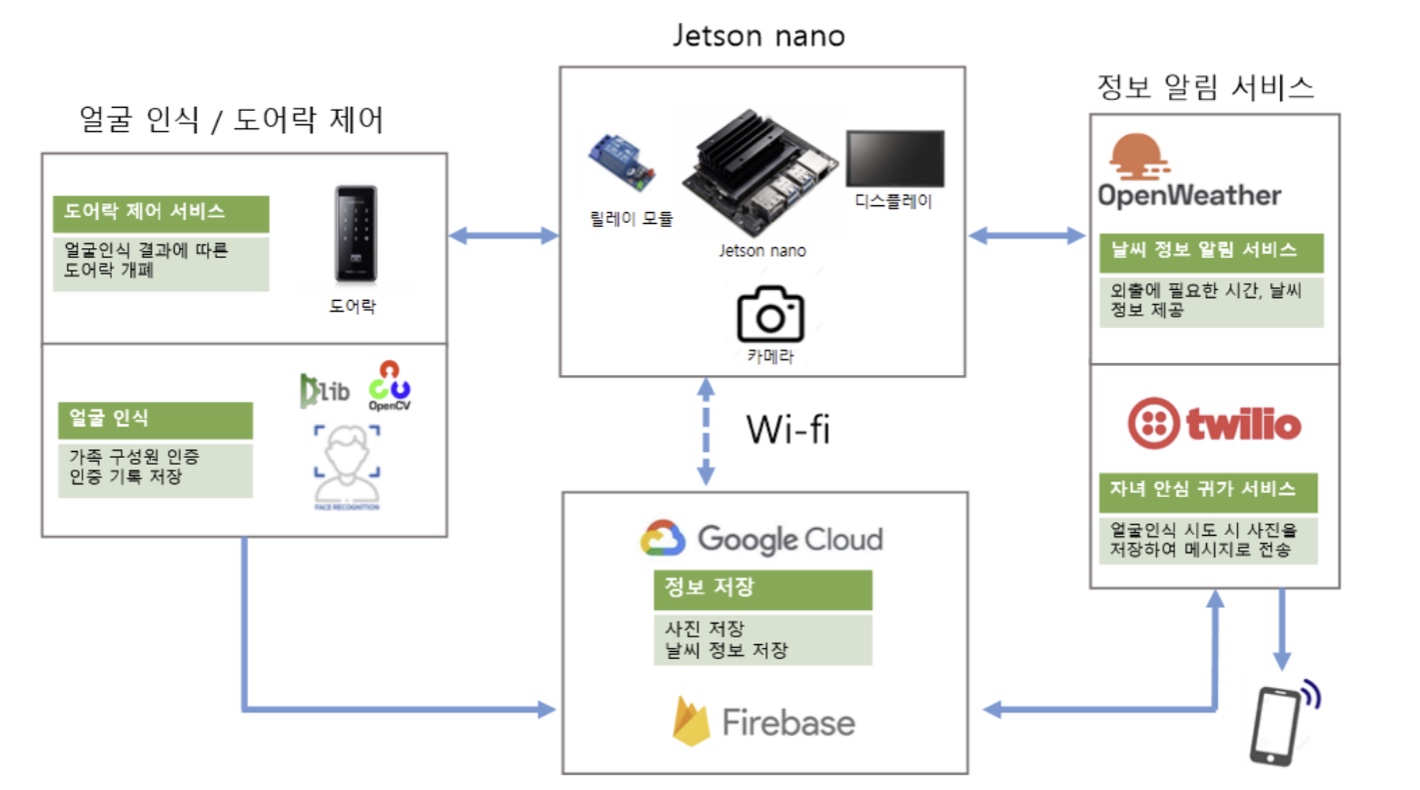 Jetson nano
정보 알림 서비스
얼굴 인식 / 도어락 제어
도어락 제어 서비스
얼굴인식 결과에 따른
도어락 개폐
도어락
릴레이 모듈
Jetson nano
디스플레이
카메라
OpenWeather
날씨 정보 알림 서비스
외출에 필요한 시간, 날씨
정보 제공
얼굴 인식
가족 구성원 인증
인증 기록 저장
Dlib
OpenCV
FACE RECOGNITION
Wi-fi
twilio
자녀 안심 귀가 서비스
얼굴인식 시도 시 사진을
저장하여 메시지로 전송
Google Cloud
정보 저장
사진 저장
날씨 정보 저장
Firebase